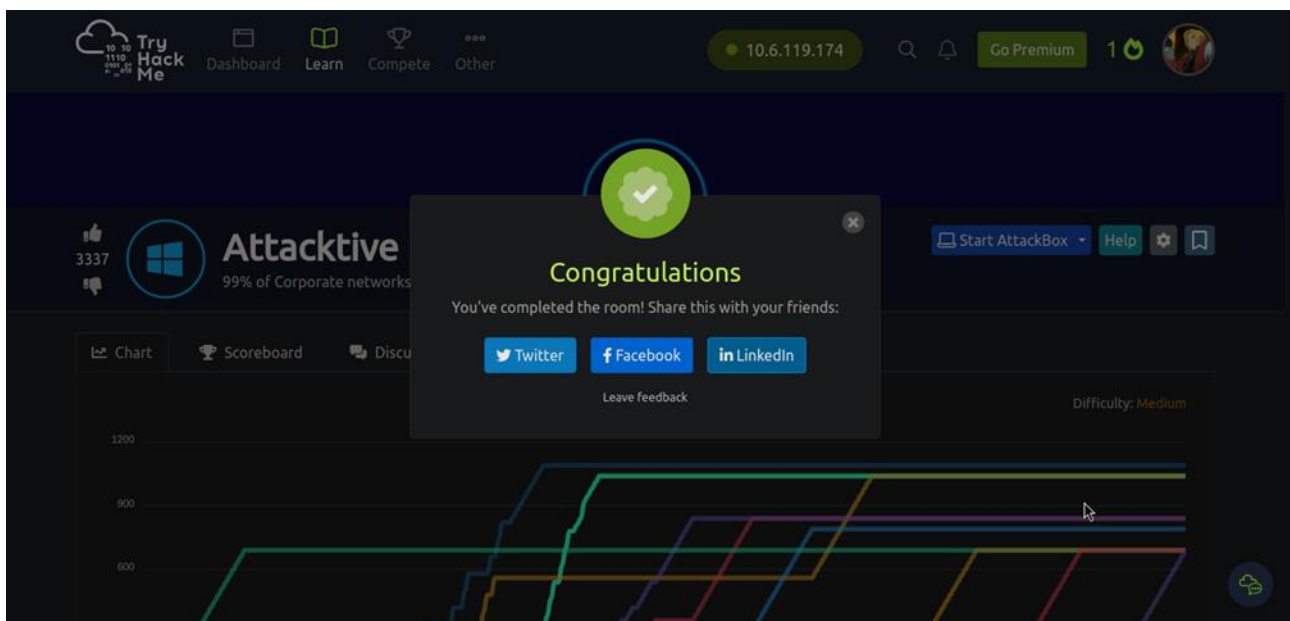 Try
Hack
Me
Dashboard
Learn
Compete
Other
10.6.119.174
Go Premium
1
3337
Attacktive
99% of Corporate networks
Start AttackBox
Help
Congratulations
You've completed the room! Share this with your friends:
Twitter
Facebook
in LinkedIn
Leave feedback
Chart
Scoreboard
Discu
Difficulty: Medium
1200
900
600